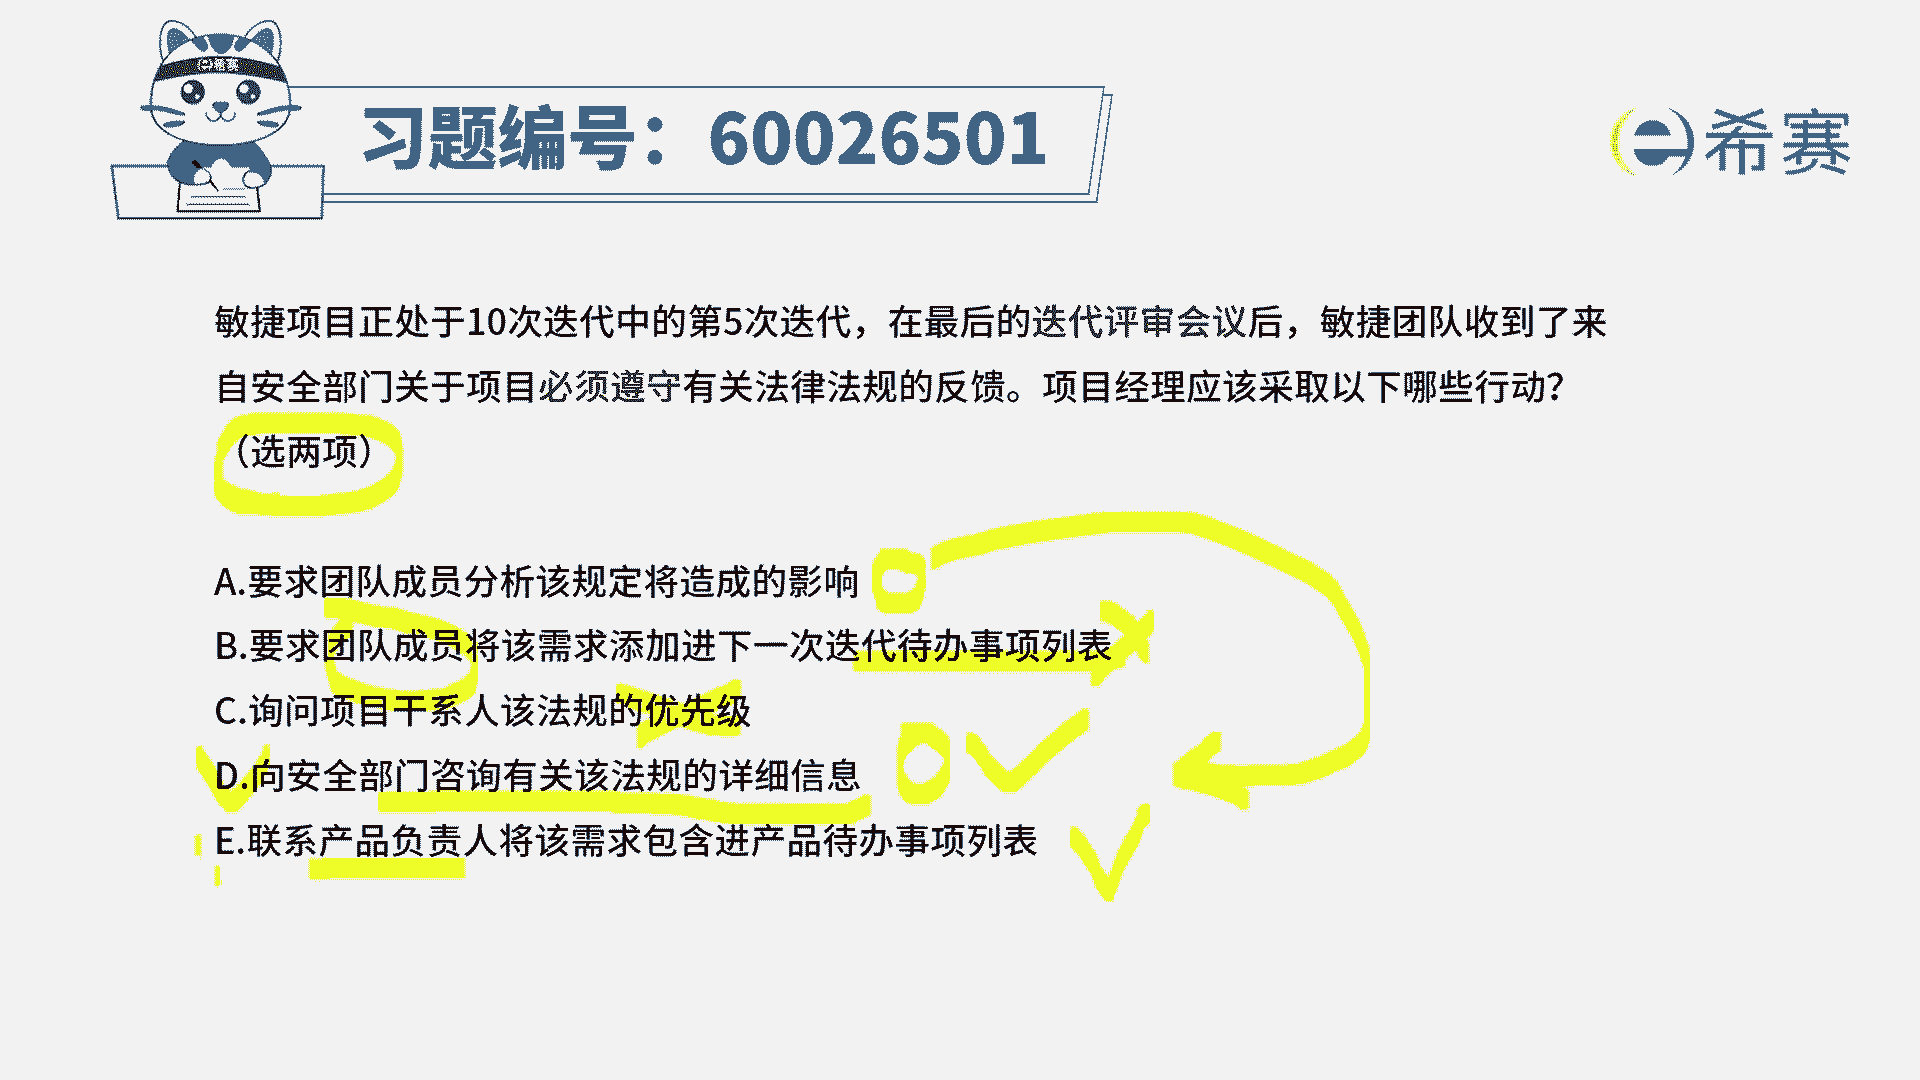 e希赛
习题编号：60026501
e希赛
敏捷项目正处于10次迭代中的第5次迭代，在最后的迭代评审会议后，敏捷团队收到了来
自安全部门关于项目必须遵守有关法律法规的反馈。项目经理应该采取以下哪些行动？
（选两项）
A.要求团队成员分析该规定将造成的影响
B.要求团队成员将该需求添加进下一次迭代待办事项列表
C.询问项目干系人该法规的优先级
D.向安全部门咨询有关该法规的详细信息
E.联系产品负责人将该需求包含进产品待办事项列表